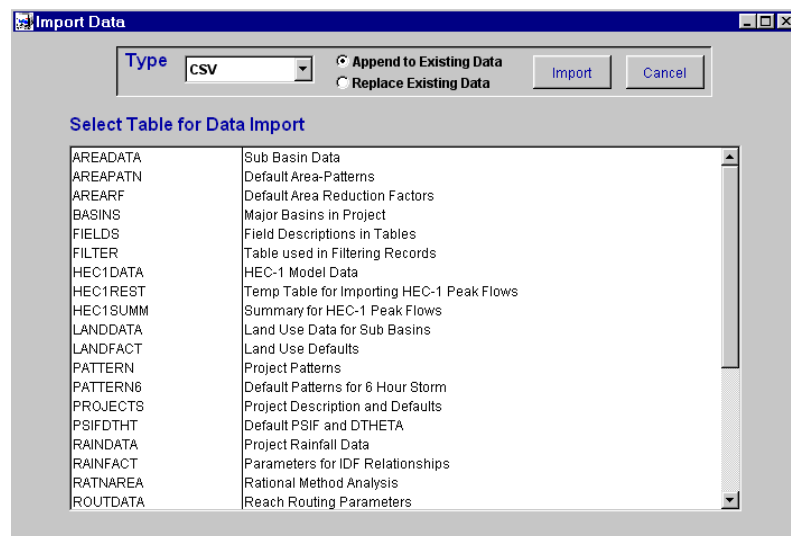 Import Data
Type CSV Append to Existing Data Import Cancel
Replace Existing Data
Select Table for Data Import
AREADATA Sub Basin Data
AREAPATN Default Area-Patterns
AREARF Default Area Reduction Factors
BASINS Major Basins in Project
FIELDS Field Descriptions in Tables
FILTER Table used in Filtering Records
HEC1DATA HEC-1 Model Data
HEC1REST Temp Table for Importing HEC-1 Peak Flows
HEC1SUMM Summary for HEC-1 Peak Flows
LANDDATA Land Use Data for Sub Basins
LANDFACT Land Use Defaults
PATTERN Project Patterns
PATTERN6 Default Patterns for 6 Hour Storm
PROJECTS Project Description and Defaults
PSIFDTHT Default PSIF and DTHETA
RAINDATA Project Rainfall Data
RAINFACT Parameters for IDF Relationships
RATNAREA Rational Method Analysis
ROUTDATA Reach Routing Parameters